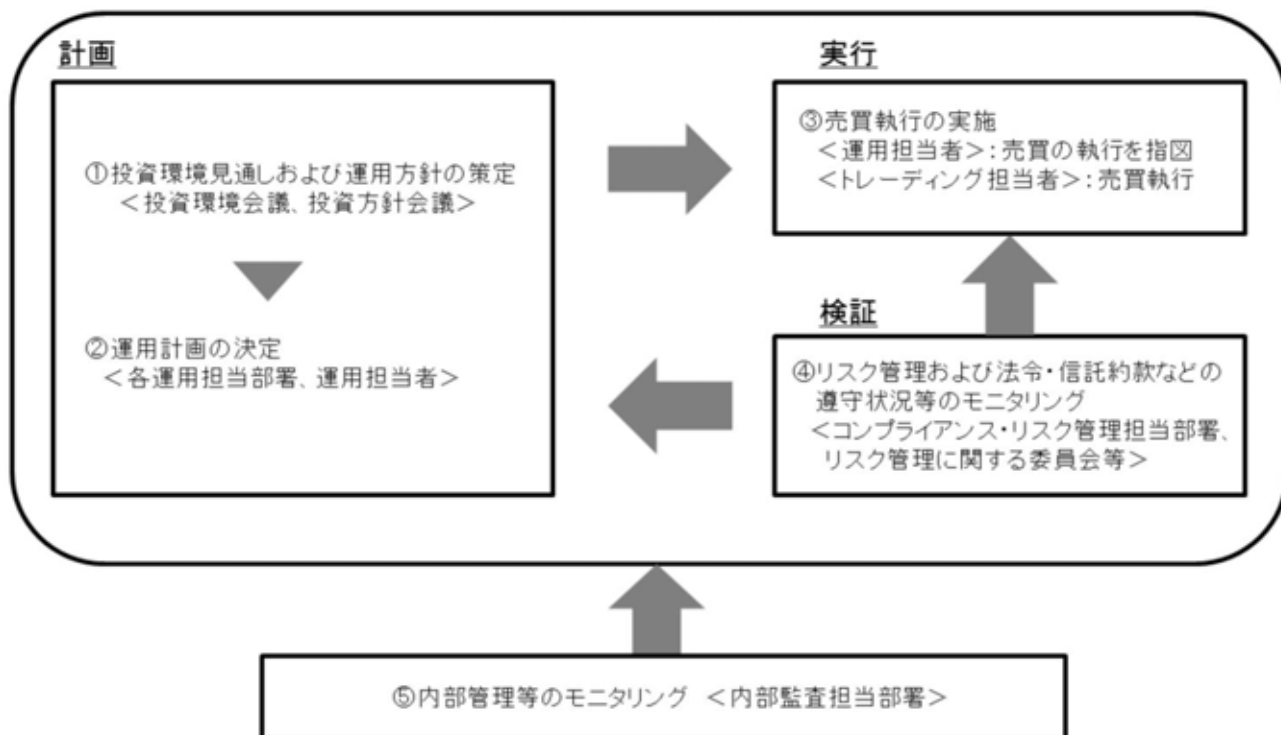 計画
①投資環境見通しおよび運用方針の策定
＜投資環境会議、投資方針会議＞
②運用計画の決定
＜各運用担当部署、運用担当者＞
実行
③売買執行の実施
＜運用担当者＞：売買の執行を指図
＜トレーディング担当者＞：売買執行
検証
④リスク管理および法令・信託約款などの
遵守状況等のモニタリング
＜コンプライアンス・リスク管理担当部署、
リスク管理に関する委員会等＞
⑤内部管理等のモニタリング ＜内部監査担当部署＞